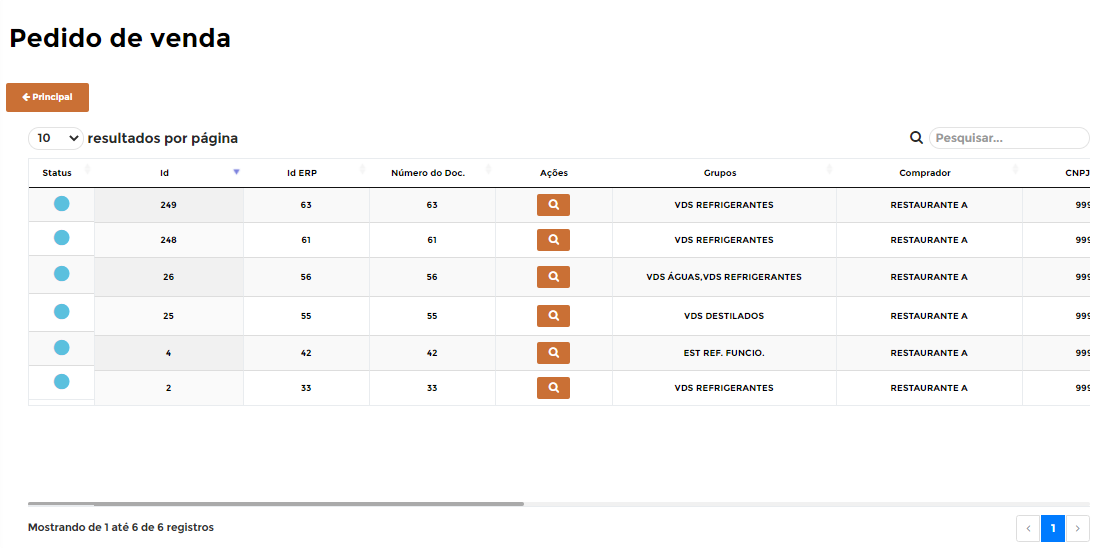 Pedido de venda
Principal
10 resultados por página Pesquisar...
Status Id Id ERP Número do Doc. Ações Grupos Comprador CNPJ
249 63 63 VDS REFRIGERANTES RESTAURANTE A 999
248 61 61 VDS REFRIGERANTES RESTAURANTE A 999
26 56 56 VDS ÁGUAS,VDS REFRIGERANTES RESTAURANTE A 999
25 55 55 VDS DESTILADOS RESTAURANTE A 999
4 42 42 EST REF. FUNCIO. RESTAURANTE A 999
2 33 33 VDS REFRIGERANTES RESTAURANTE A 999
Mostrando de 1 até 6 de 6 registros ‹ 1 ›